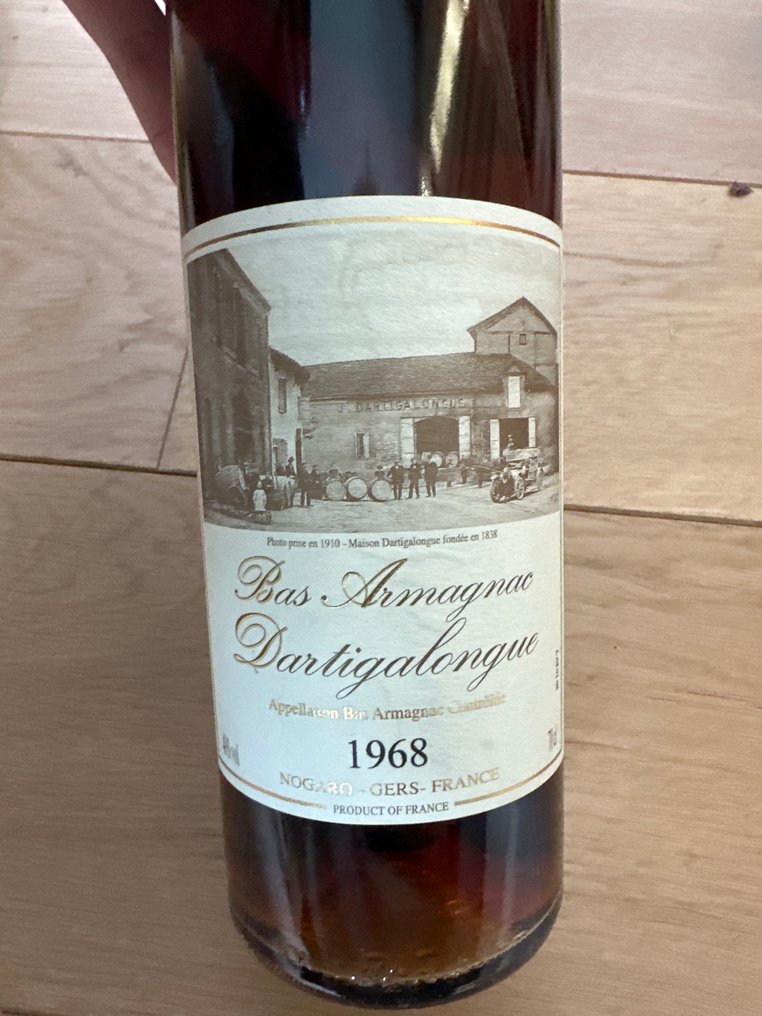 J. DARTIGALONGUE
Photo prise en 1910 - Maison Dartigalongue fondée en 1838
Bas Armagnac
Dartigalongue
Appellation Bas Armagnac Contrôlée
1968
70cl
NOGARO - GERS - FRANCE
PRODUCT OF FRANCE